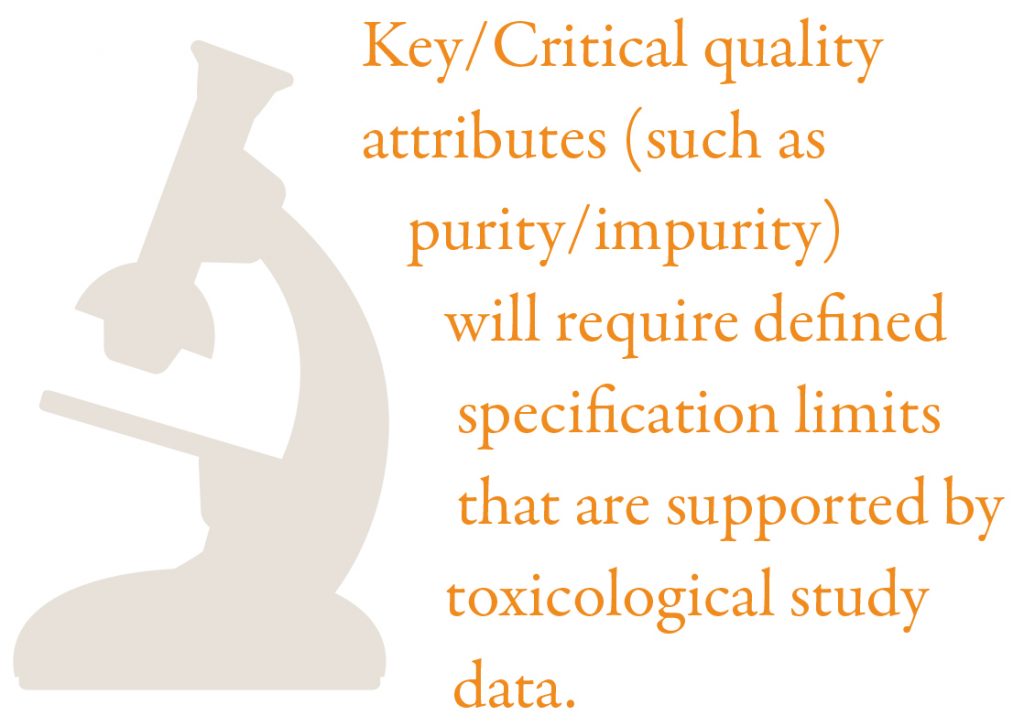 Key/Critical quality
attributes (such as
purity/impurity)
will require defined
specification limits
that are supported by
toxicological study
data.